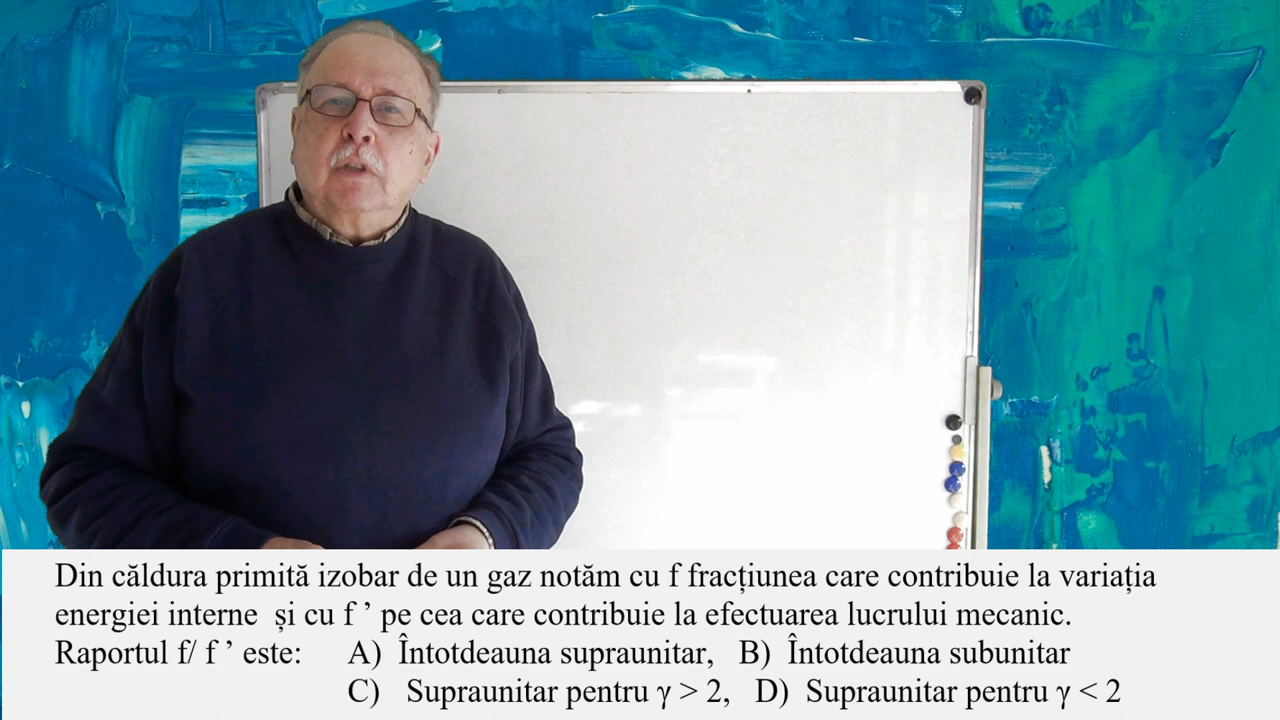 Din căldura primită izobar de un gaz notăm cu f fracțiunea care contribuie la variația
energiei interne și cu f ’ pe cea care contribuie la efectuarea lucrului mecanic.
Raportul f/ f ’ este: A) Întotdeauna supraunitar, B) Întotdeauna subunitar
C) Supraunitar pentru γ > 2, D) Supraunitar pentru γ < 2